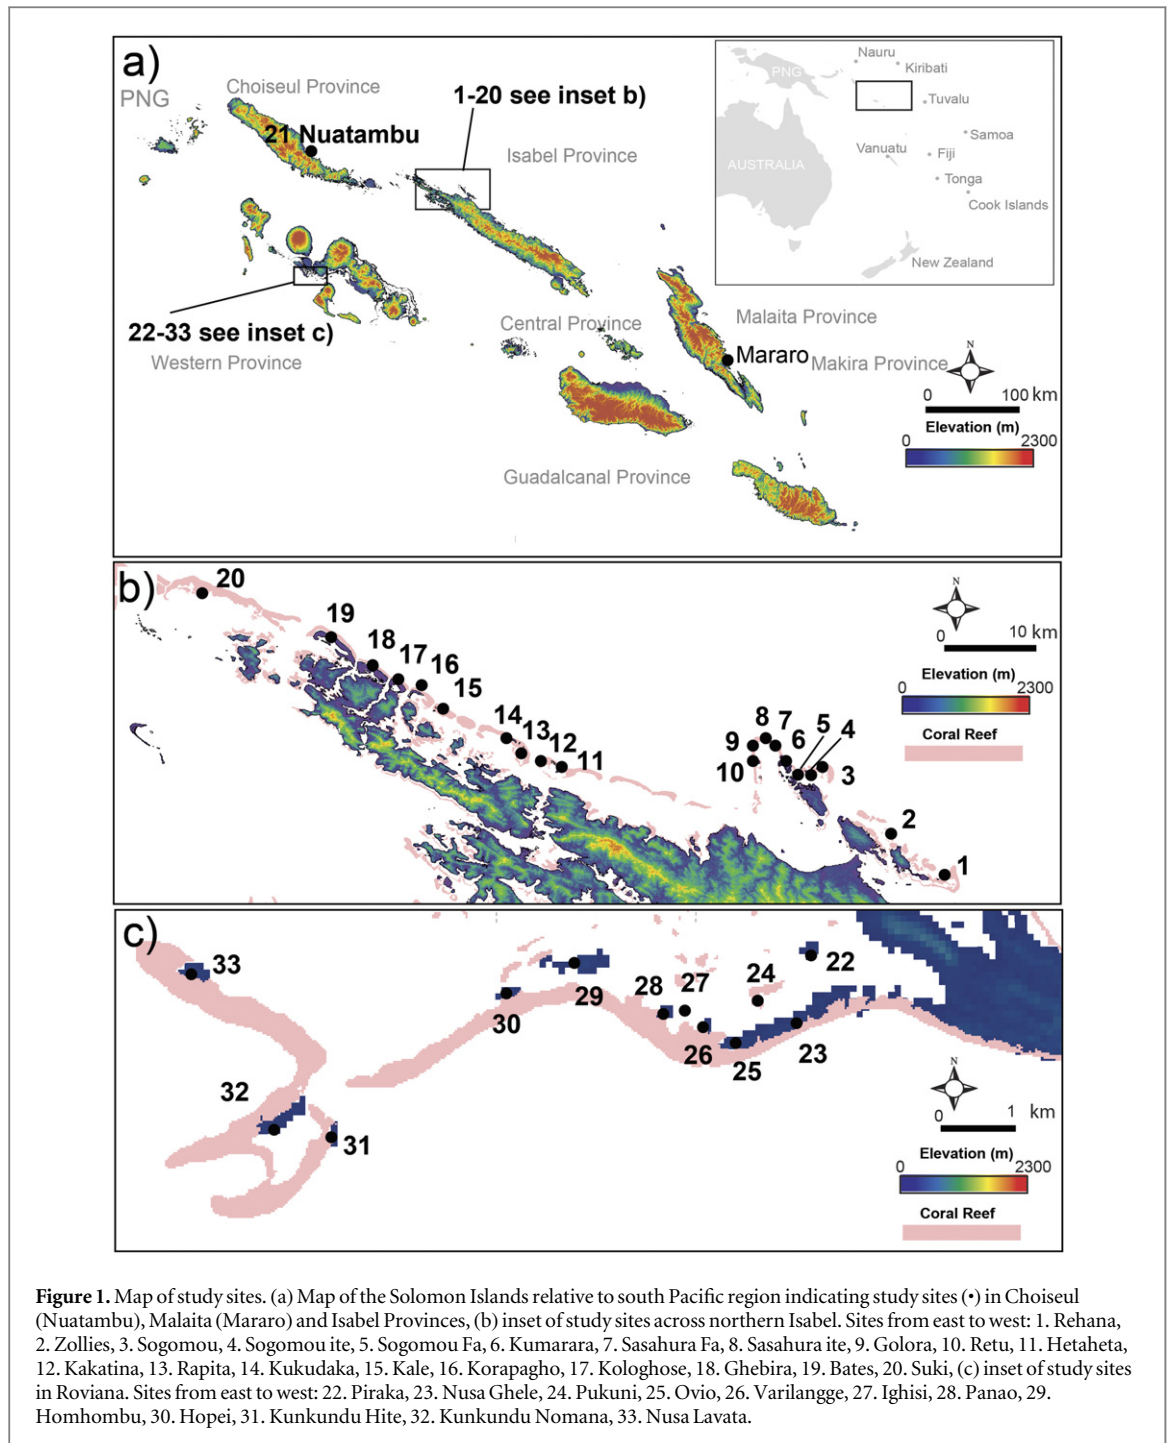 a)
PNG
Choiseul Province
21 Nuatambu
1-20 see inset b)
Isabel Province
22-33 see inset c)
Western Province
Central Province
Malaita Province
Mararo
Makira Province
Guadalcanal Province
Nauru
PNG
Kiribati
Tuvalu
Samoa
Vanuatu
Fiji
AUSTRALIA
Tonga
Cook Islands
New Zealand
N
0 100 km
Elevation (m)
0 2300
b)
20
19
18
17
16
15
14
13
12
11
8 7
5
4
9
6
10
3
2
1
N
0 10 km
Elevation (m)
0 2300
Coral Reef
c)
33
22
29
28
27
24
30
26
25
23
32
31
N
0 1 km
Elevation (m)
0 2300
Coral Reef
Figure 1. Map of study sites. (a) Map of the Solomon Islands relative to south Pacific region indicating study sites (•) in Choiseul
(Nuatambu), Malaita (Mararo) and Isabel Provinces, (b) inset of study sites across northern Isabel. Sites from east to west: 1. Rehana,
2. Zollies, 3. Sogomou, 4. Sogomou ite, 5. Sogomou Fa, 6. Kumarara, 7. Sasahura Fa, 8. Sasahura ite, 9. Golora, 10. Retu, 11. Hetaheta,
12. Kakatina, 13. Rapita, 14. Kukudaka, 15. Kale, 16. Korapagho, 17. Kologhose, 18. Ghebira, 19. Bates, 20. Suki, (c) inset of study sites
in Roviana. Sites from east to west: 22. Piraka, 23. Nusa Ghele, 24. Pukuni, 25. Ovio, 26. Varilangge, 27. Ighisi, 28. Panao, 29.
Homhombu, 30. Hopei, 31. Kunkundu Hite, 32. Kunkundu Nomana, 33. Nusa Lavata.